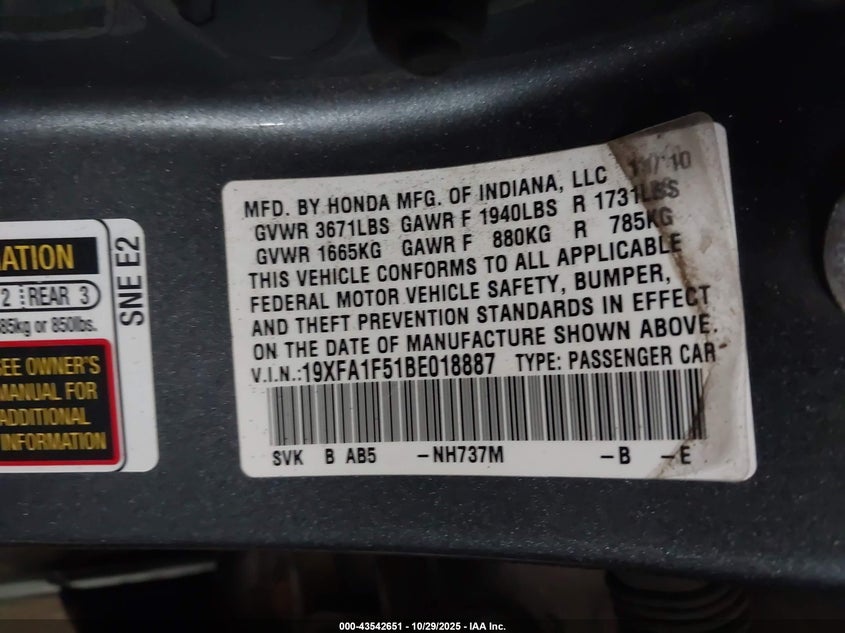 MFD. BY HONDA MFG. OF INDIANA, LLC
GVWR 3671LBS GAWR F 1940LBS R 1731LBS
GVWR 1665KG GAWR F 880KG R 785KG
THIS VEHICLE CONFORMS TO ALL APPLICABLE
FEDERAL MOTOR VEHICLE SAFETY, BUMPER,
AND THEFT PREVENTION STANDARDS IN EFFECT
ON THE DATE OF MANUFACTURE SHOWN ABOVE.
V.I.N.:19XFA1F51BE018887 TYPE: PASSENGER CAR
SVK B AB5 -NH737M -B -E
ATION
2 REAR 3
85kg or 850lbs.
SEE OWNER'S
MANUAL FOR
ADDITIONAL
INFORMATION
SNE E2
000-43542651 - 10/29/2025 - IAA Inc.